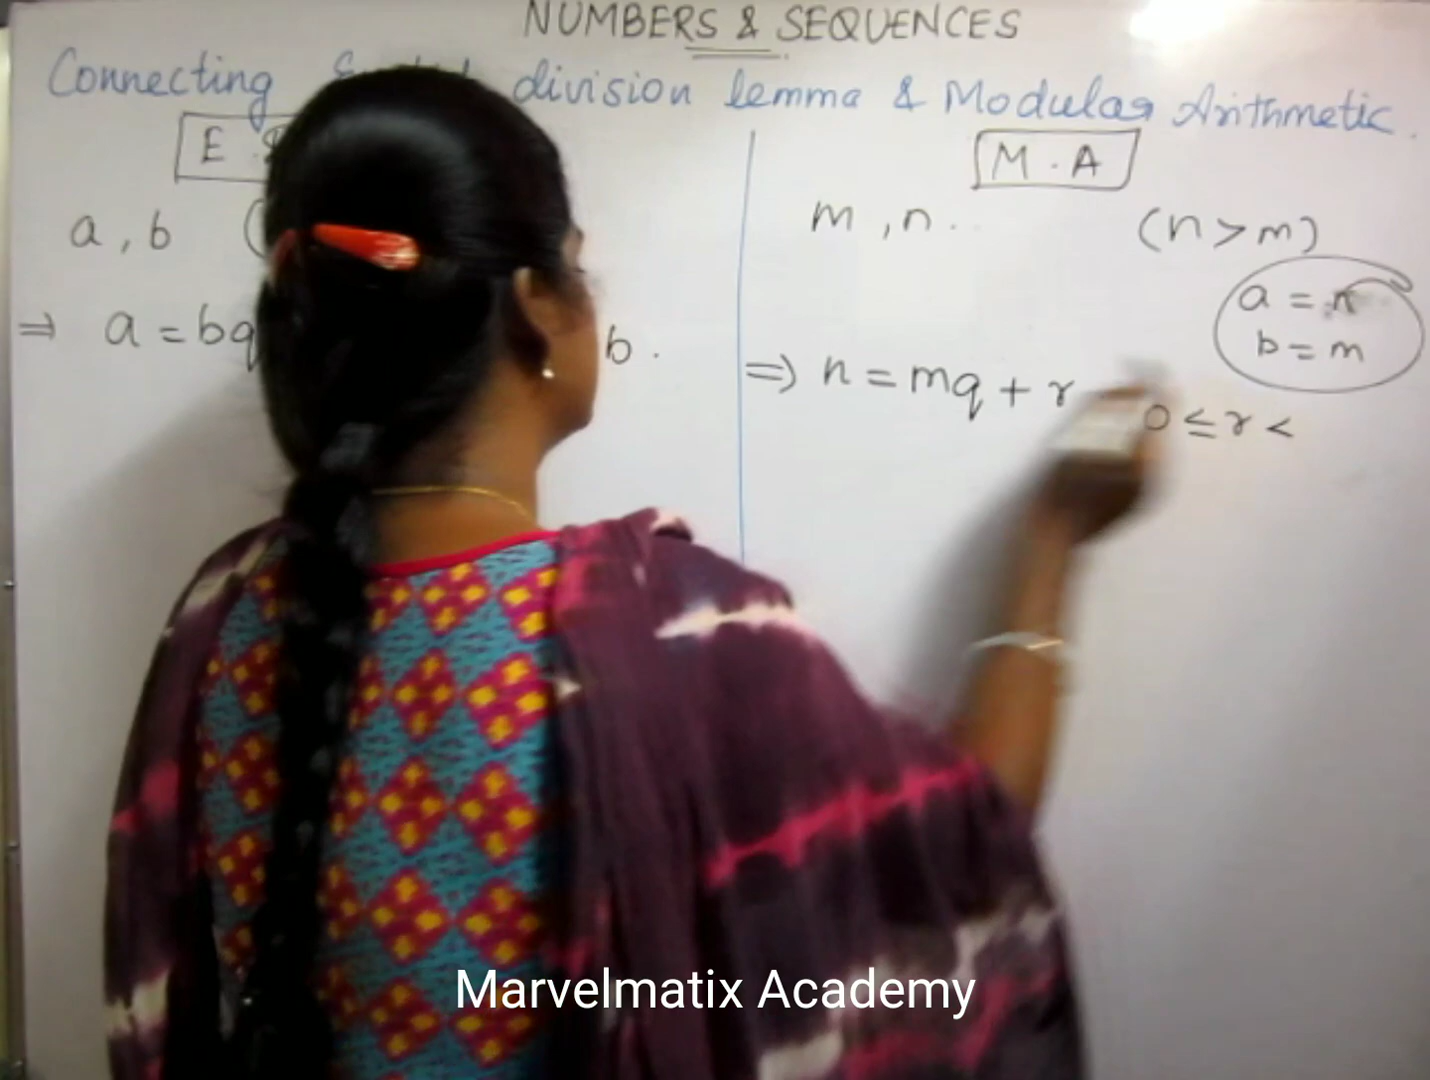 NUMBERS & SEQUENCES
Connecting division lemma & Modular Arithmetic.
E.
a, b (
⇒ a = bq b.
M.A
m, n.. (n > m)
a = n
b = m
⇒ n = mq + r 0 ≤ r <
Marvelmatix Academy